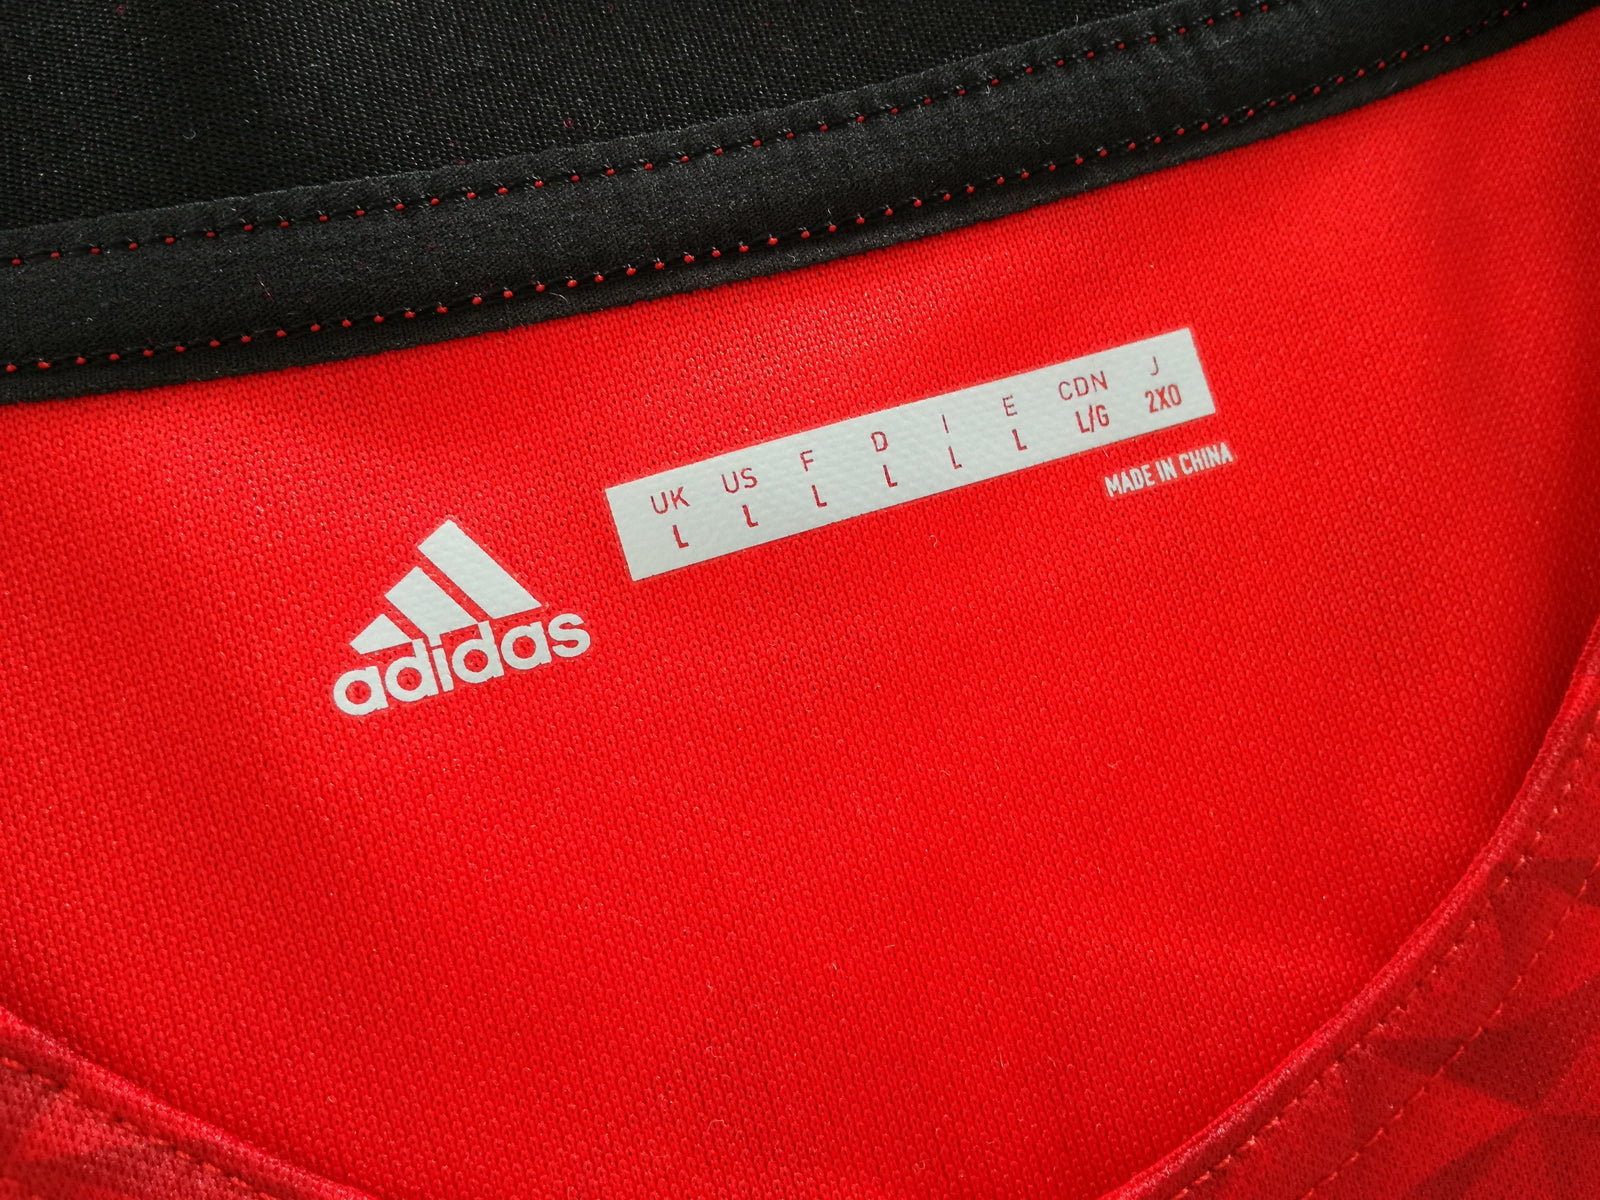 UK US F D I E CDN J
L L L L L L L/G 2XO
MADE IN CHINA
adidas